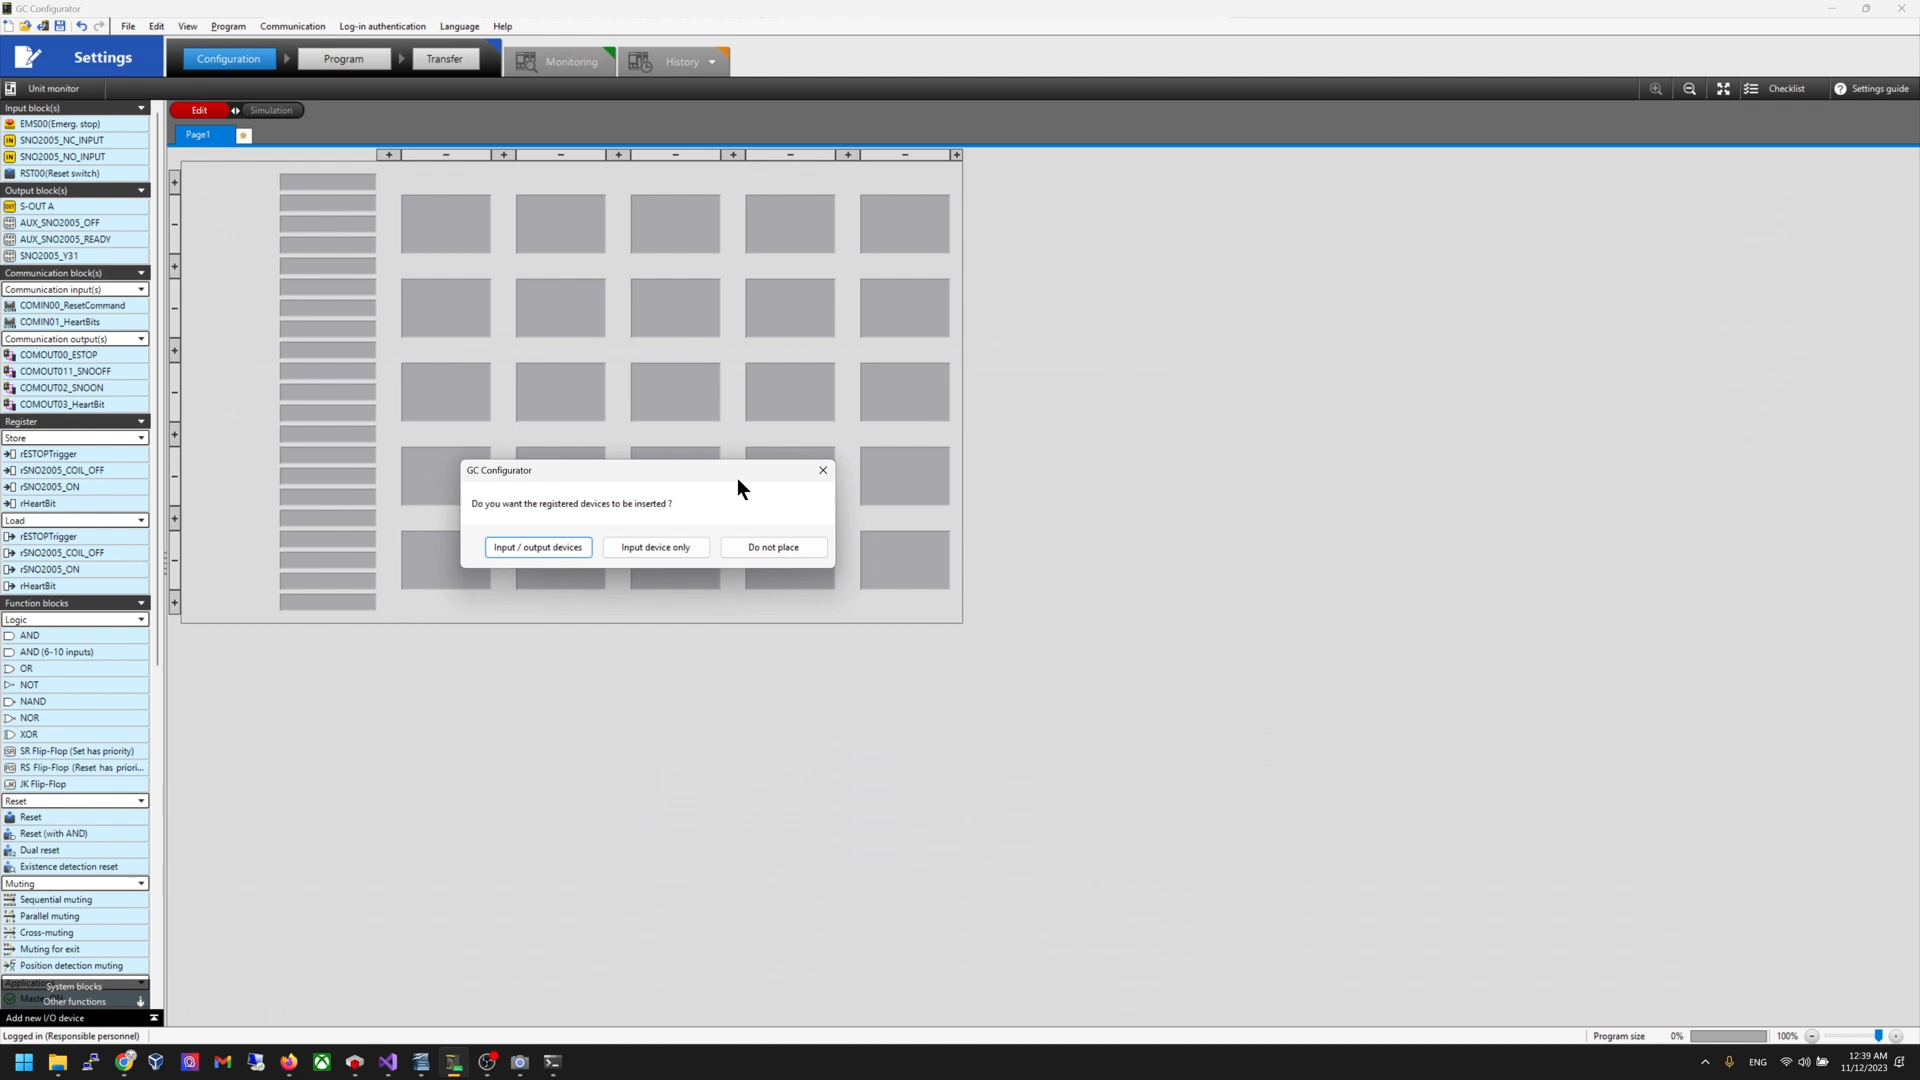 GC Configurator
File Edit View Program Communication Log-in authentication Language Help
Settings
Configuration
Program
Transfer
Monitoring
History
Unit monitor
Checklist
Settings guide
Input block(s)
EMS00(Emerg. stop)
SNO2005_NC_INPUT
SNO2005_NO_INPUT
RST00(Reset switch)
Output block(s)
S-OUT A
AUX_SNO2005_OFF
AUX_SNO2005_READY
SNO2005_Y31
Communication block(s)
Communication input(s)
COMIN00_ResetCommand
COMIN01_HeartBits
Communication output(s)
COMOUT00_ESTOP
COMOUT011_SNOOFF
COMOUT02_SNOON
COMOUT03_HeartBit
Register
Store
rESTOPTrigger
rSNO2005_COIL_OFF
rSNO2005_ON
rHeartBit
Load
rESTOPTrigger
rSNO2005_COIL_OFF
rSNO2005_ON
rHeartBit
Function blocks
Logic
AND
AND (6-10 inputs)
OR
NOT
NAND
NOR
XOR
SR Flip-Flop (Set has priority)
RS Flip-Flop (Reset has priori...
JK Flip-Flop
Reset
Reset
Reset (with AND)
Dual reset
Existence detection reset
Muting
Sequential muting
Parallel muting
Cross-muting
Muting for exit
Position detection muting
System blocks
Other functions
Add new I/O device
Logged in (Responsible personnel)
Edit
Simulation
Page1
GC Configurator
Do you want the registered devices to be inserted ?
Input / output devices
Input device only
Do not place
Program size 0% 100%
ENG
12:39 AM
11/12/2023